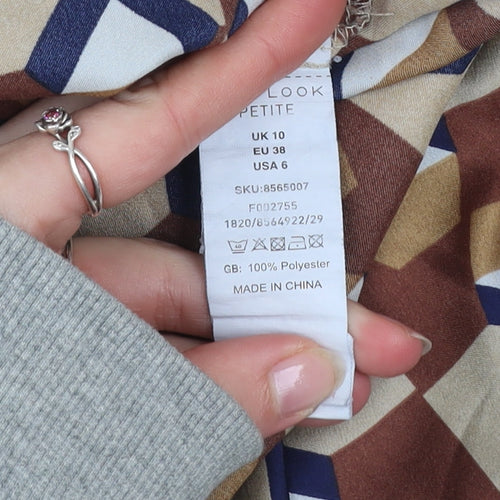 LOOK
PETITE
UK 10
EU 38
USA 6
SKU:8565007
F002755
1820/8564922/29
40
GB: 100% Polyester
MADE IN CHINA